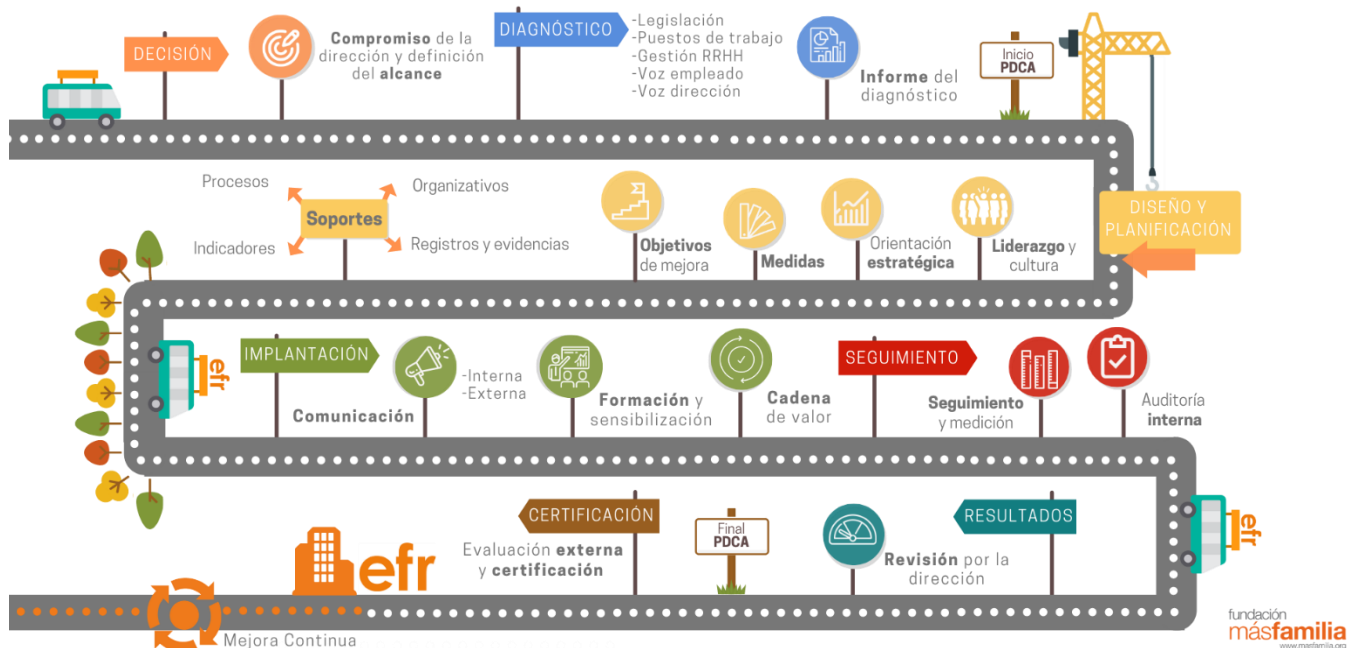 DECISIÓN
Compromiso de la
dirección y definición
del alcance
DIAGNÓSTICO
-Legislación
-Puestos de trabajo
-Gestión RRHH
-Voz empleado
-Voz dirección
Informe del
diagnóstico
Inicio
PDCA
DISEÑO Y
PLANIFICACIÓN
Liderazgo y
cultura
Orientación
estratégica
Medidas
Objetivos
de mejora
Soportes
Procesos
Organizativos
Indicadores
Registros y evidencias
efr
IMPLANTACIÓN
Comunicación
-Interna
-Externa
Formación y
sensibilización
Cadena
de valor
SEGUIMIENTO
Seguimiento
y medición
Auditoría
interna
efr
RESULTADOS
Revisión por la
dirección
Final
PDCA
CERTIFICACIÓN
Evaluación externa
y certificación
efr
Mejora Continua
fundación
másfamilia
www.masfamilia.org